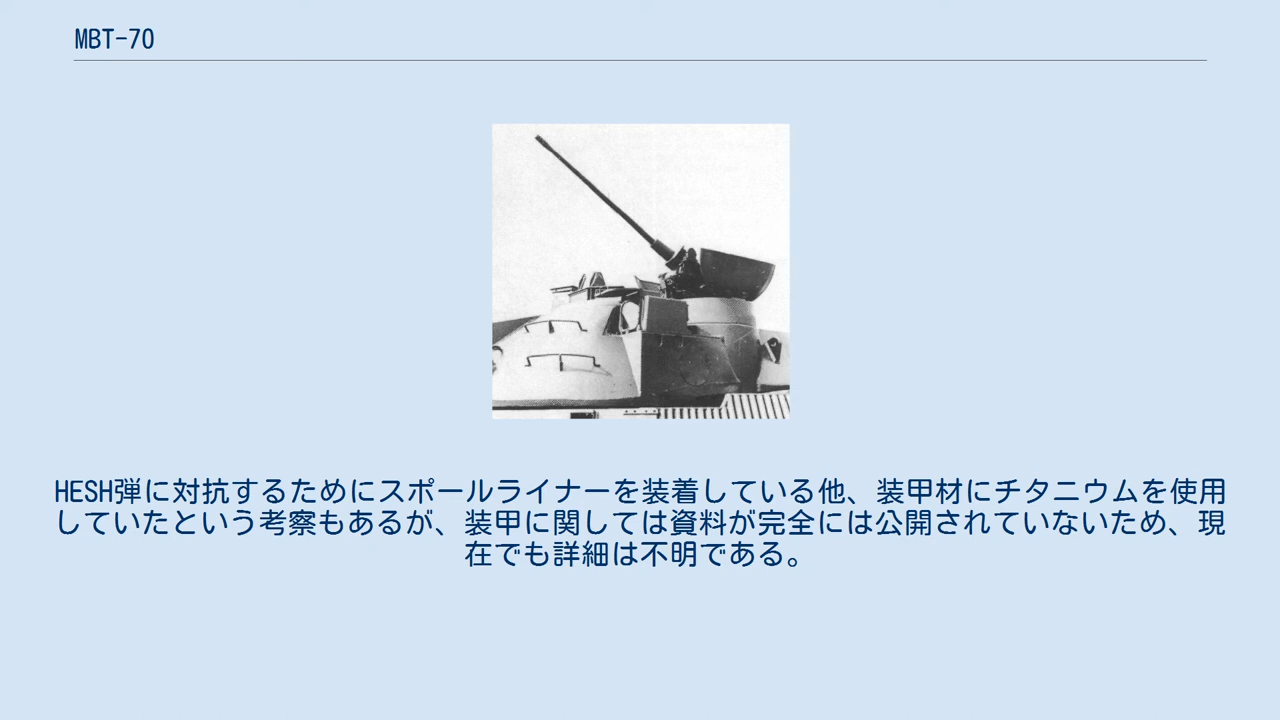 MBT-70
HESH弾に対抗するためにスポールライナーを装着している他、装甲材にチタニウムを使用
していたという考察もあるが、装甲に関しては資料が完全には公開されていないため、現
在でも詳細は不明である。